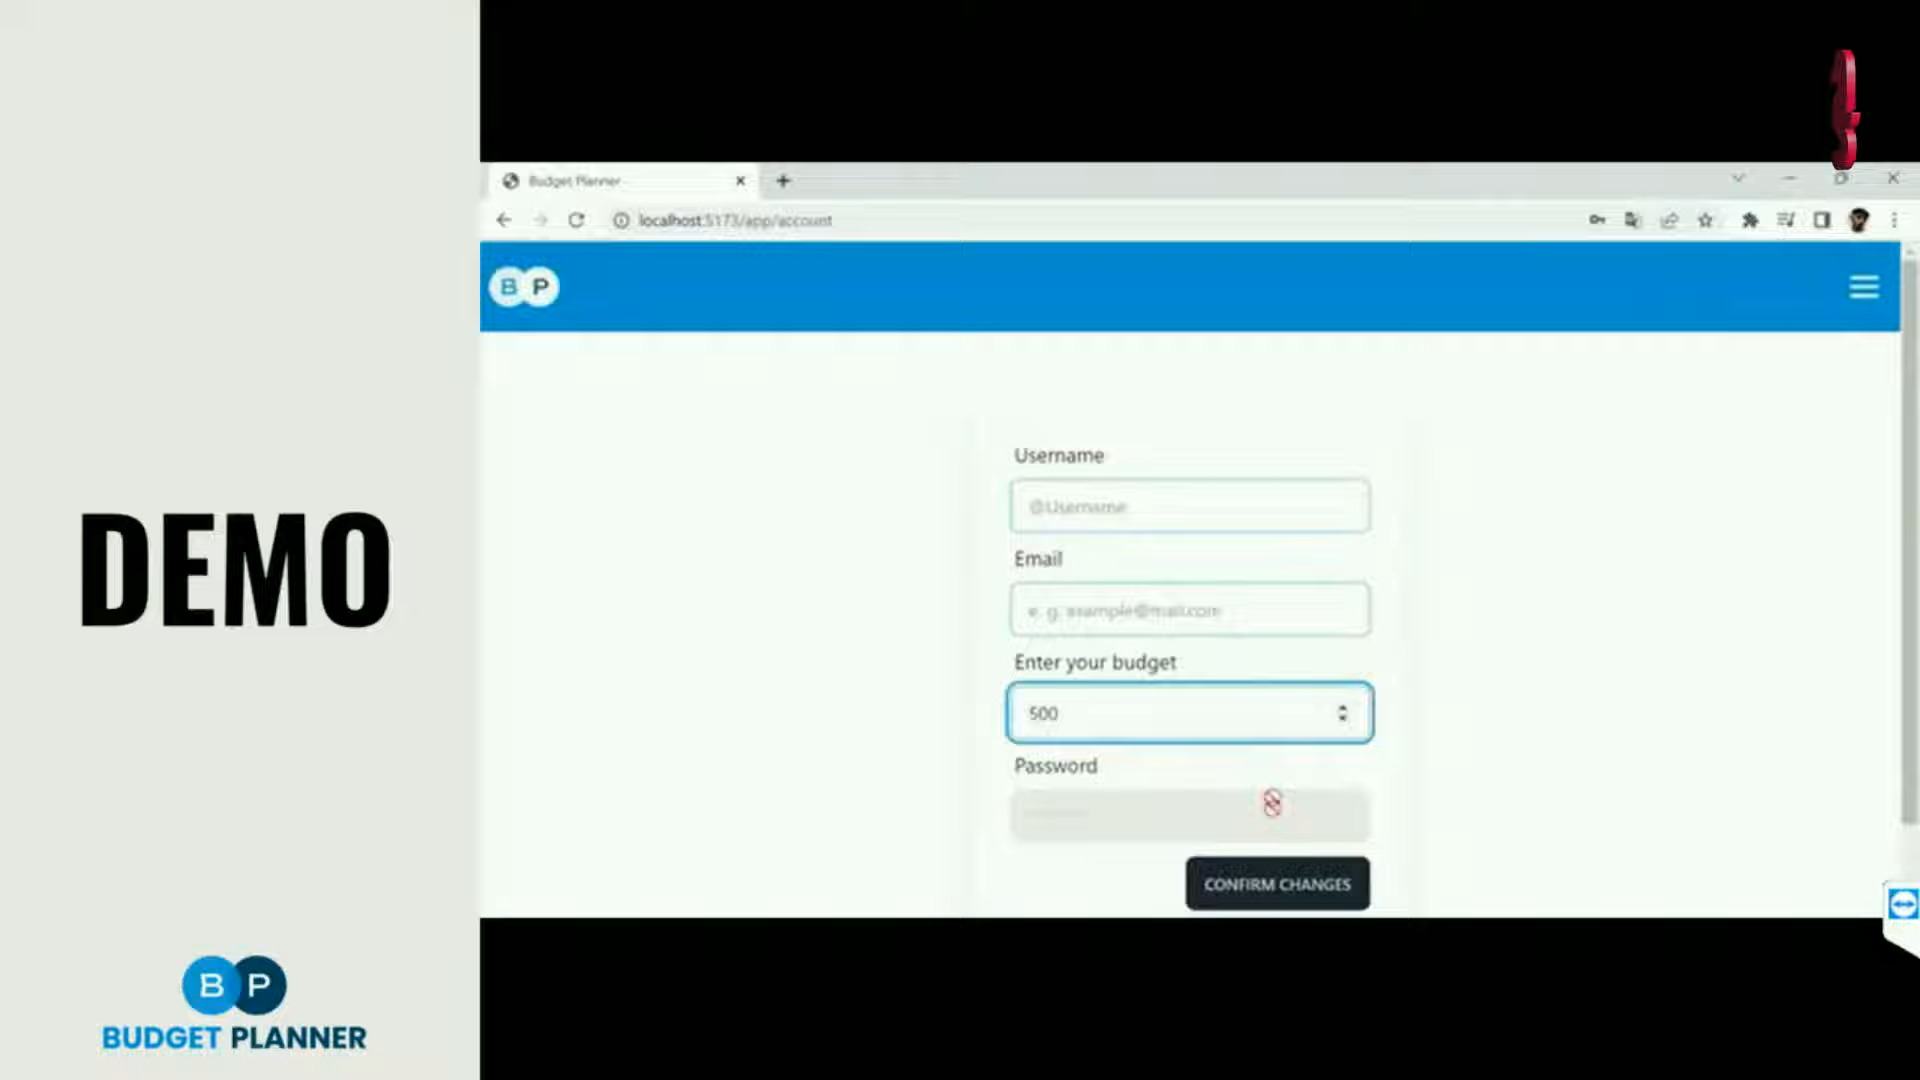 Budget Planner
localhost:5173/app/account
B P
Username
@Username
Email
e. g. example@mail.com
Enter your budget
500
Password
CONFIRM CHANGES
DEMO
B P
BUDGET PLANNER